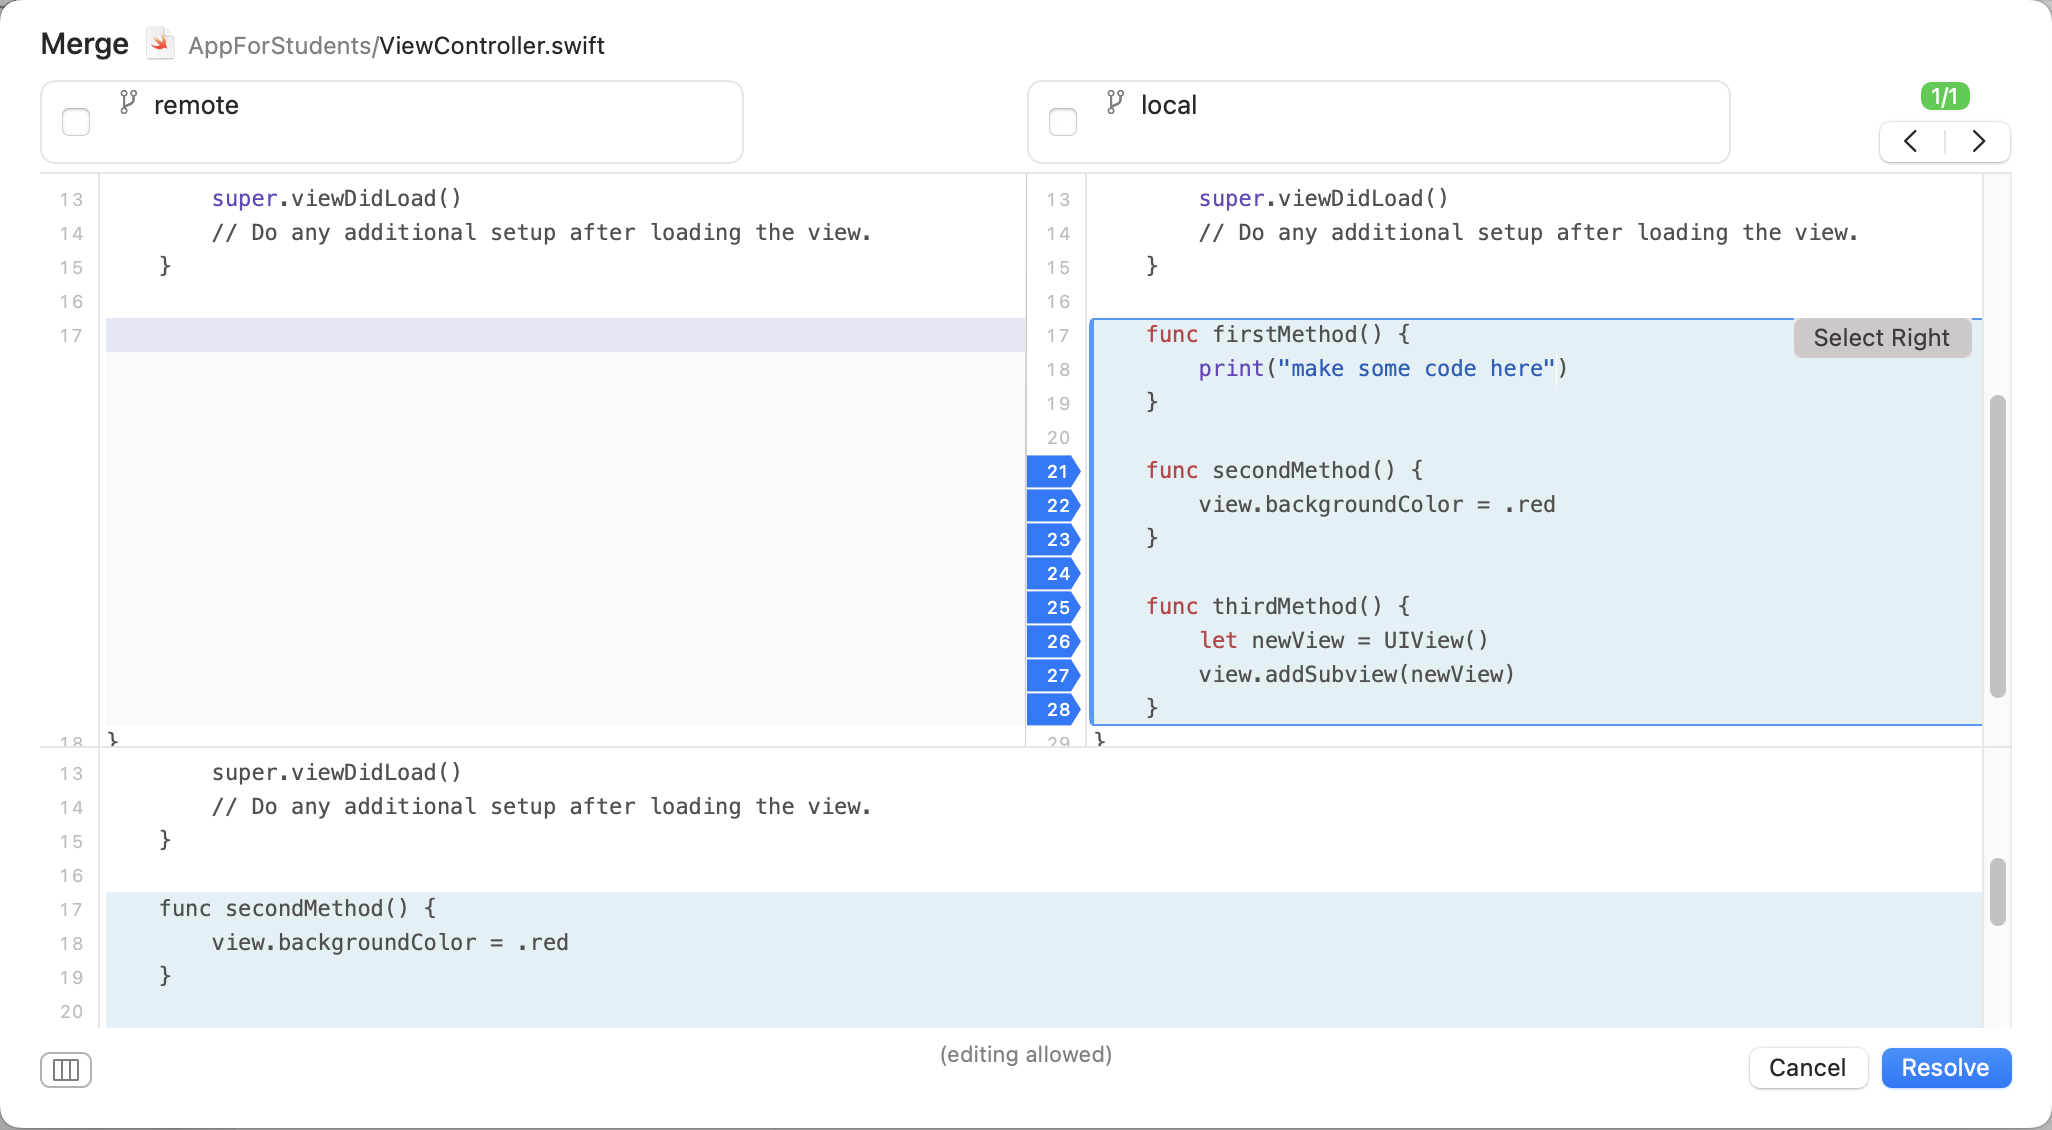 Merge AppForStudents/ViewController.swift
remote
local
1/1
13 super.viewDidLoad()
14 // Do any additional setup after loading the view.
15 }
16
17
18 }
13 super.viewDidLoad()
14 // Do any additional setup after loading the view.
15 }
16
17 func firstMethod() {
Select Right
18 print("make some code here")
19 }
20
21 func secondMethod() {
22 view.backgroundColor = .red
23 }
24
25 func thirdMethod() {
26 let newView = UIView()
27 view.addSubview(newView)
28 }
29 }
13 super.viewDidLoad()
14 // Do any additional setup after loading the view.
15 }
16
17 func secondMethod() {
18 view.backgroundColor = .red
19 }
20
(editing allowed)
Cancel
Resolve